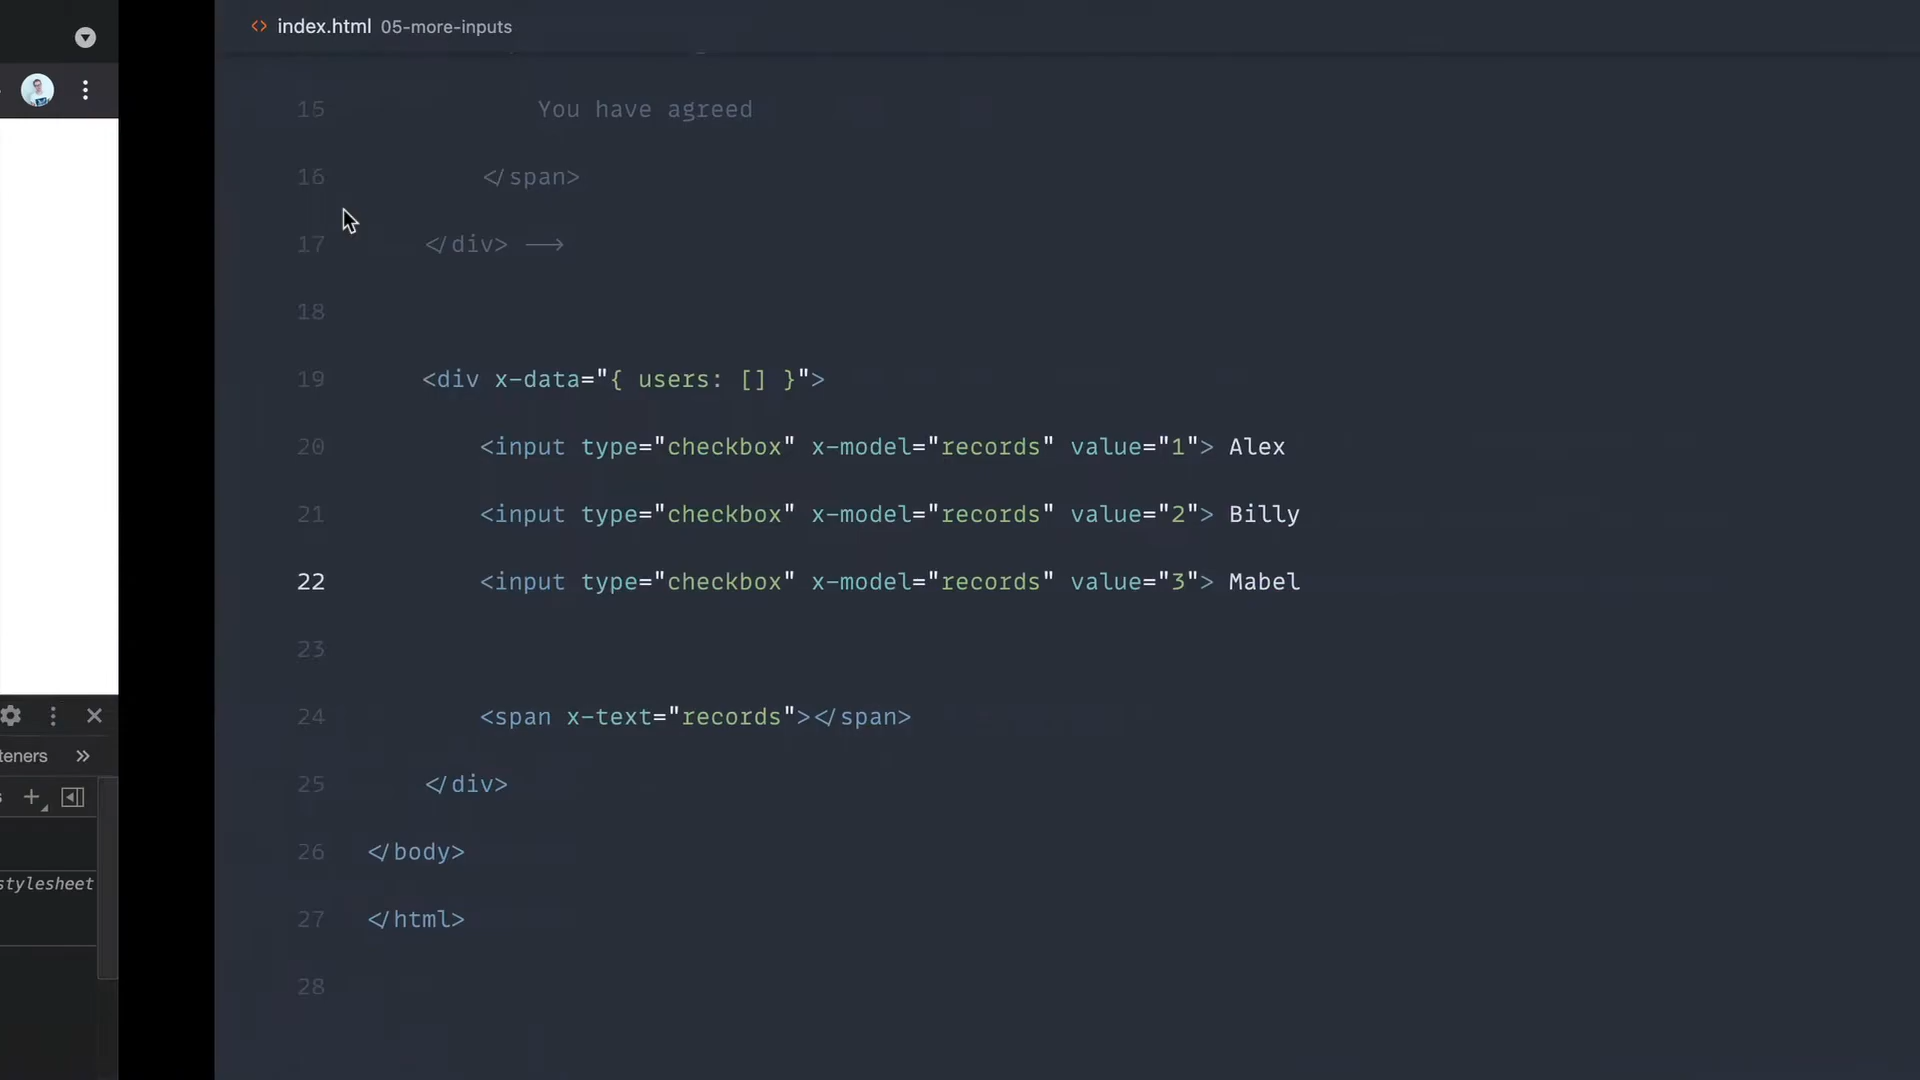 index.html 05-more-inputs
15 You have agreed
16 </span>
17 </div> -->
18
19 <div x-data="{ users: [] }">
20 <input type="checkbox" x-model="records" value="1"> Alex
21 <input type="checkbox" x-model="records" value="2"> Billy
22 <input type="checkbox" x-model="records" value="3"> Mabel
23
24 <span x-text="records"></span>
25 </div>
26 </body>
27 </html>
28
teners
stylesheet